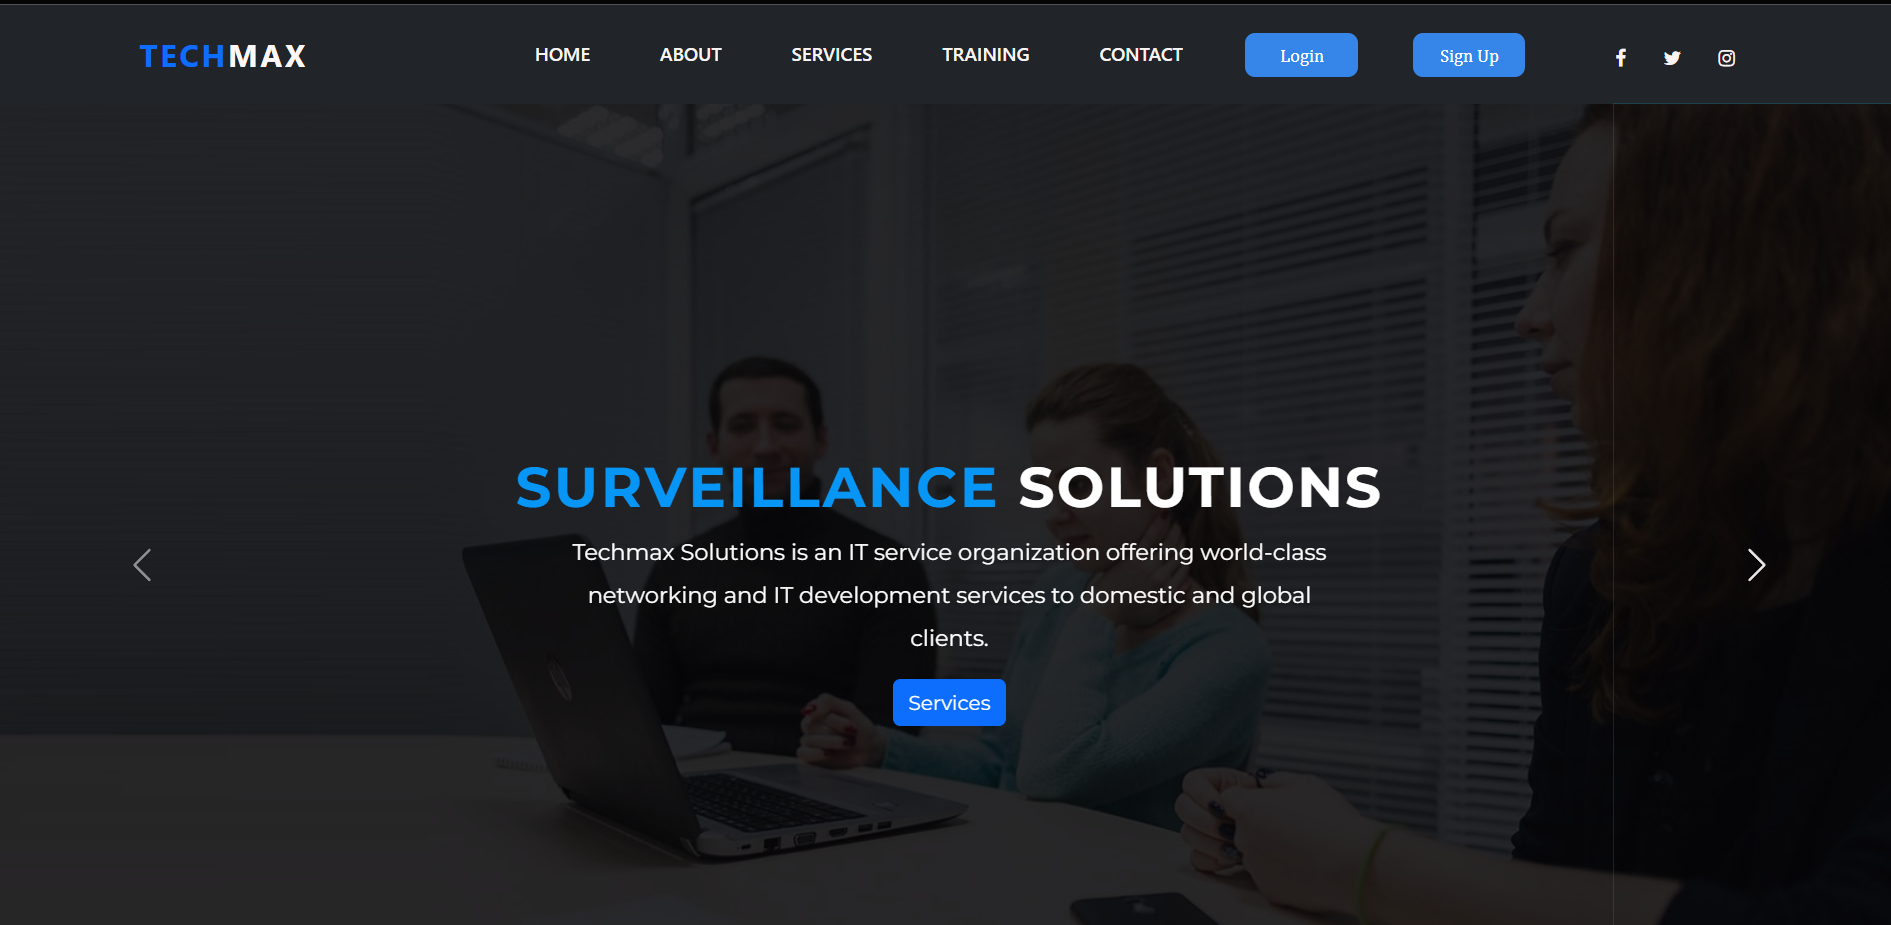 TECHMAX
HOME ABOUT SERVICES TRAINING CONTACT Login Sign Up
SURVEILLANCE SOLUTIONS
Techmax Solutions is an IT service organization offering world-class
networking and IT development services to domestic and global
clients.
Services